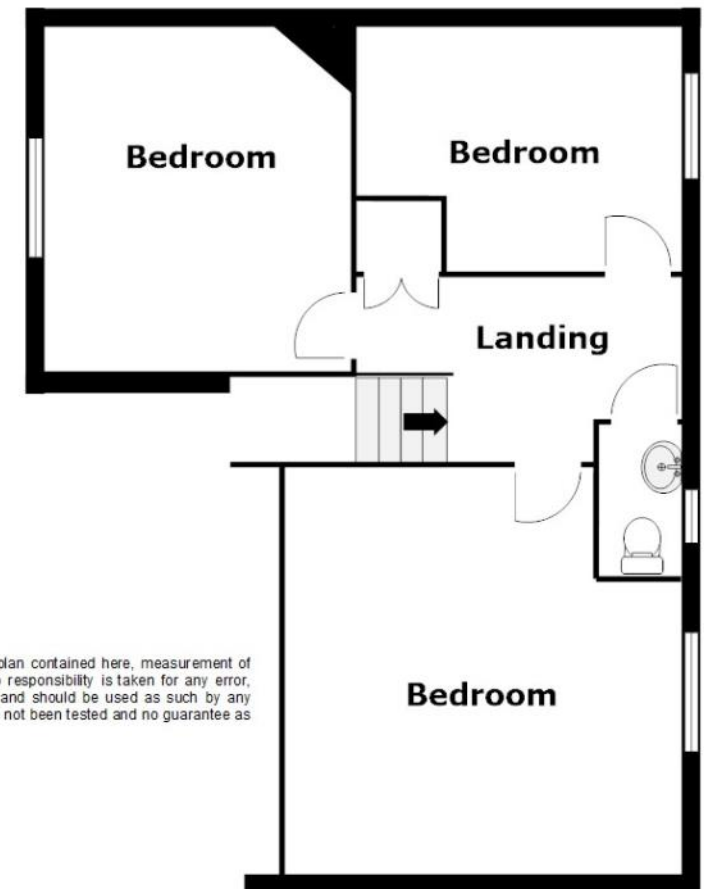 Bedroom
Bedroom
Landing
Bedroom
plan contained here, measurement of
responsibility is taken for any error,
and should be used as such by any
not been tested and no guarantee as